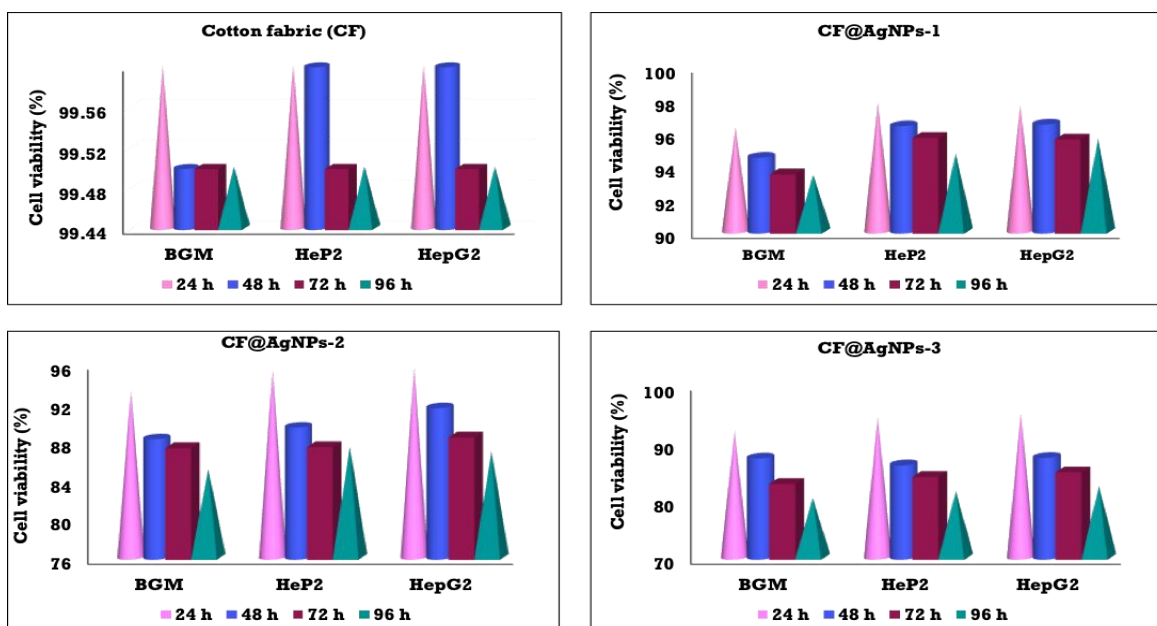 Cotton fabric (CF)
Cell viability (%)
99.56
99.52
99.48
99.44
BGM HeP2 HepG2
24 h 48 h 72 h 96 h
CF@AgNPs-1
Cell viability (%)
100
98
96
94
92
90
BGM HeP2 HepG2
24 h 48 h 72 h 96 h
CF@AgNPs-2
Cell viability (%)
96
92
88
84
80
76
BGM HeP2 HepG2
24 h 48 h 72 h 96 h
CF@AgNPs-3
Cell viability (%)
100
90
80
70
BGM HeP2 HepG2
24 h 48 h 72 h 96 h